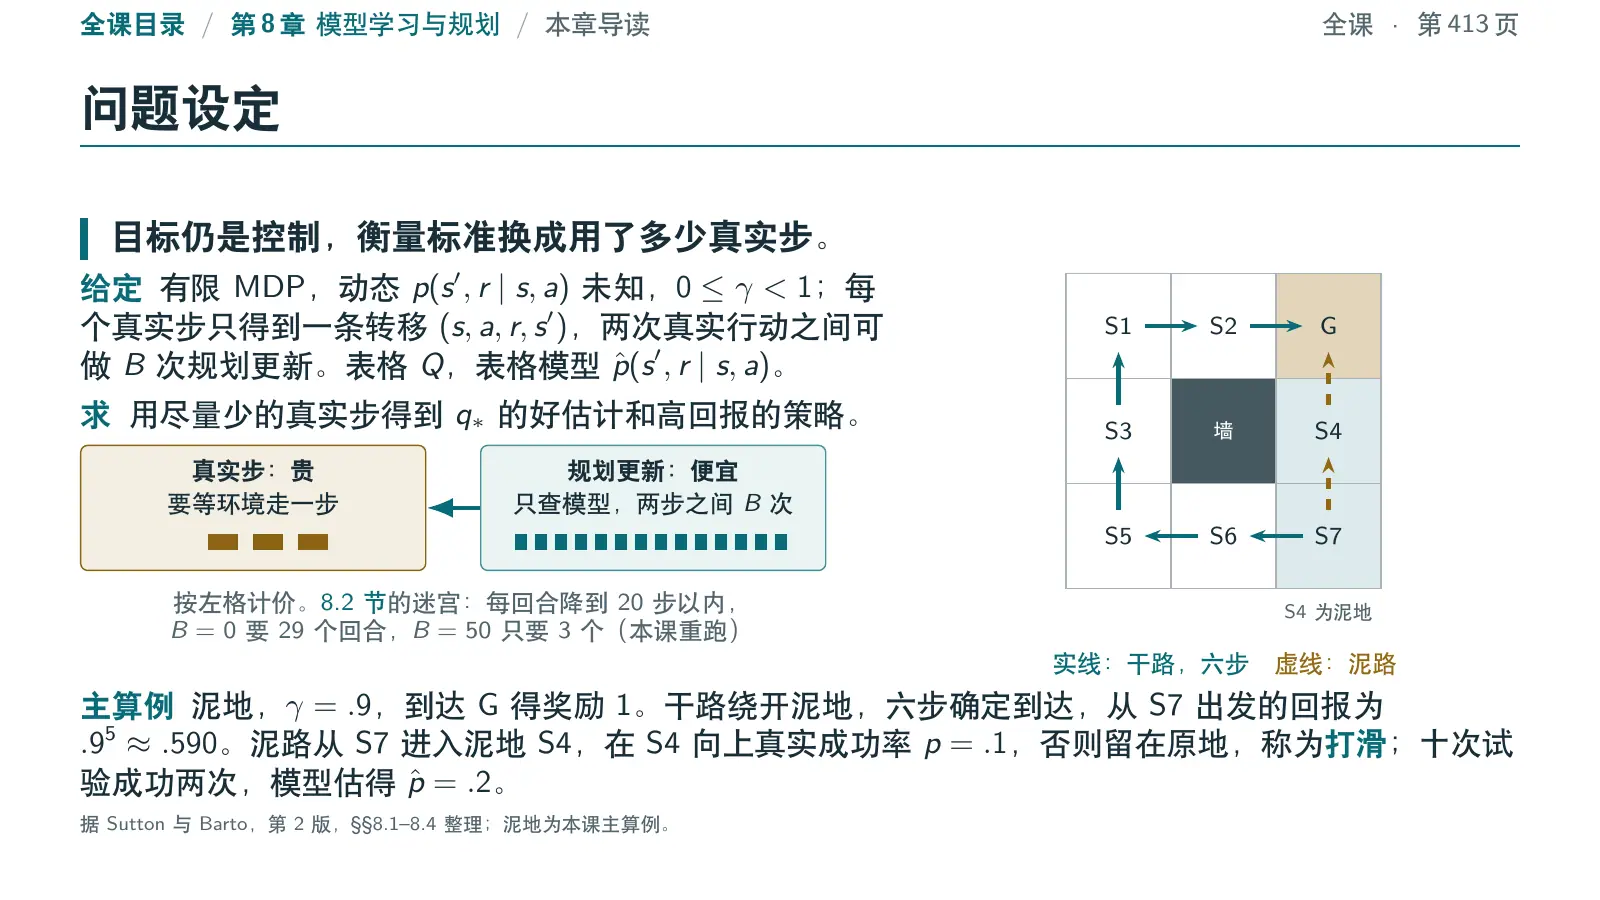 全课目录 / 第 8 章 模型学习与规划 / 本章导读
全课 · 第 413 页
问题设定
目标仍是控制，衡量标准换成用了多少真实步。
给定 有限 MDP，动态 p(s′, r | s, a) 未知，0 ≤ γ < 1；每
个真实步只得到一条转移 (s, a, r, s′)，两次真实行动之间可
做 B 次规划更新。表格 Q，表格模型 p̂(s′, r | s, a)。
求 用尽量少的真实步得到 q∗ 的好估计和高回报的策略。
真实步：贵
要等环境走一步
规划更新：便宜
只查模型，两步之间 B 次
按左格计价。8.2 节的迷宫：每回合降到 20 步以内，
B = 0 要 29 个回合，B = 50 只要 3 个（本课重跑）
S1 S2 G
S3 墙 S4
S5 S6 S7
S4 为泥地
实线：干路，六步 虚线：泥路
主算例 泥地，γ = .9，到达 G 得奖励 1。干路绕开泥地，六步确定到达，从 S7 出发的回报为
.9⁵ ≈ .590。泥路从 S7 进入泥地 S4，在 S4 向上真实成功率 p = .1，否则留在原地，称为打滑；十次试
验成功两次，模型估得 p̂ = .2。
据 Sutton 与 Barto，第 2 版，§§8.1–8.4 整理；泥地为本课主算例。